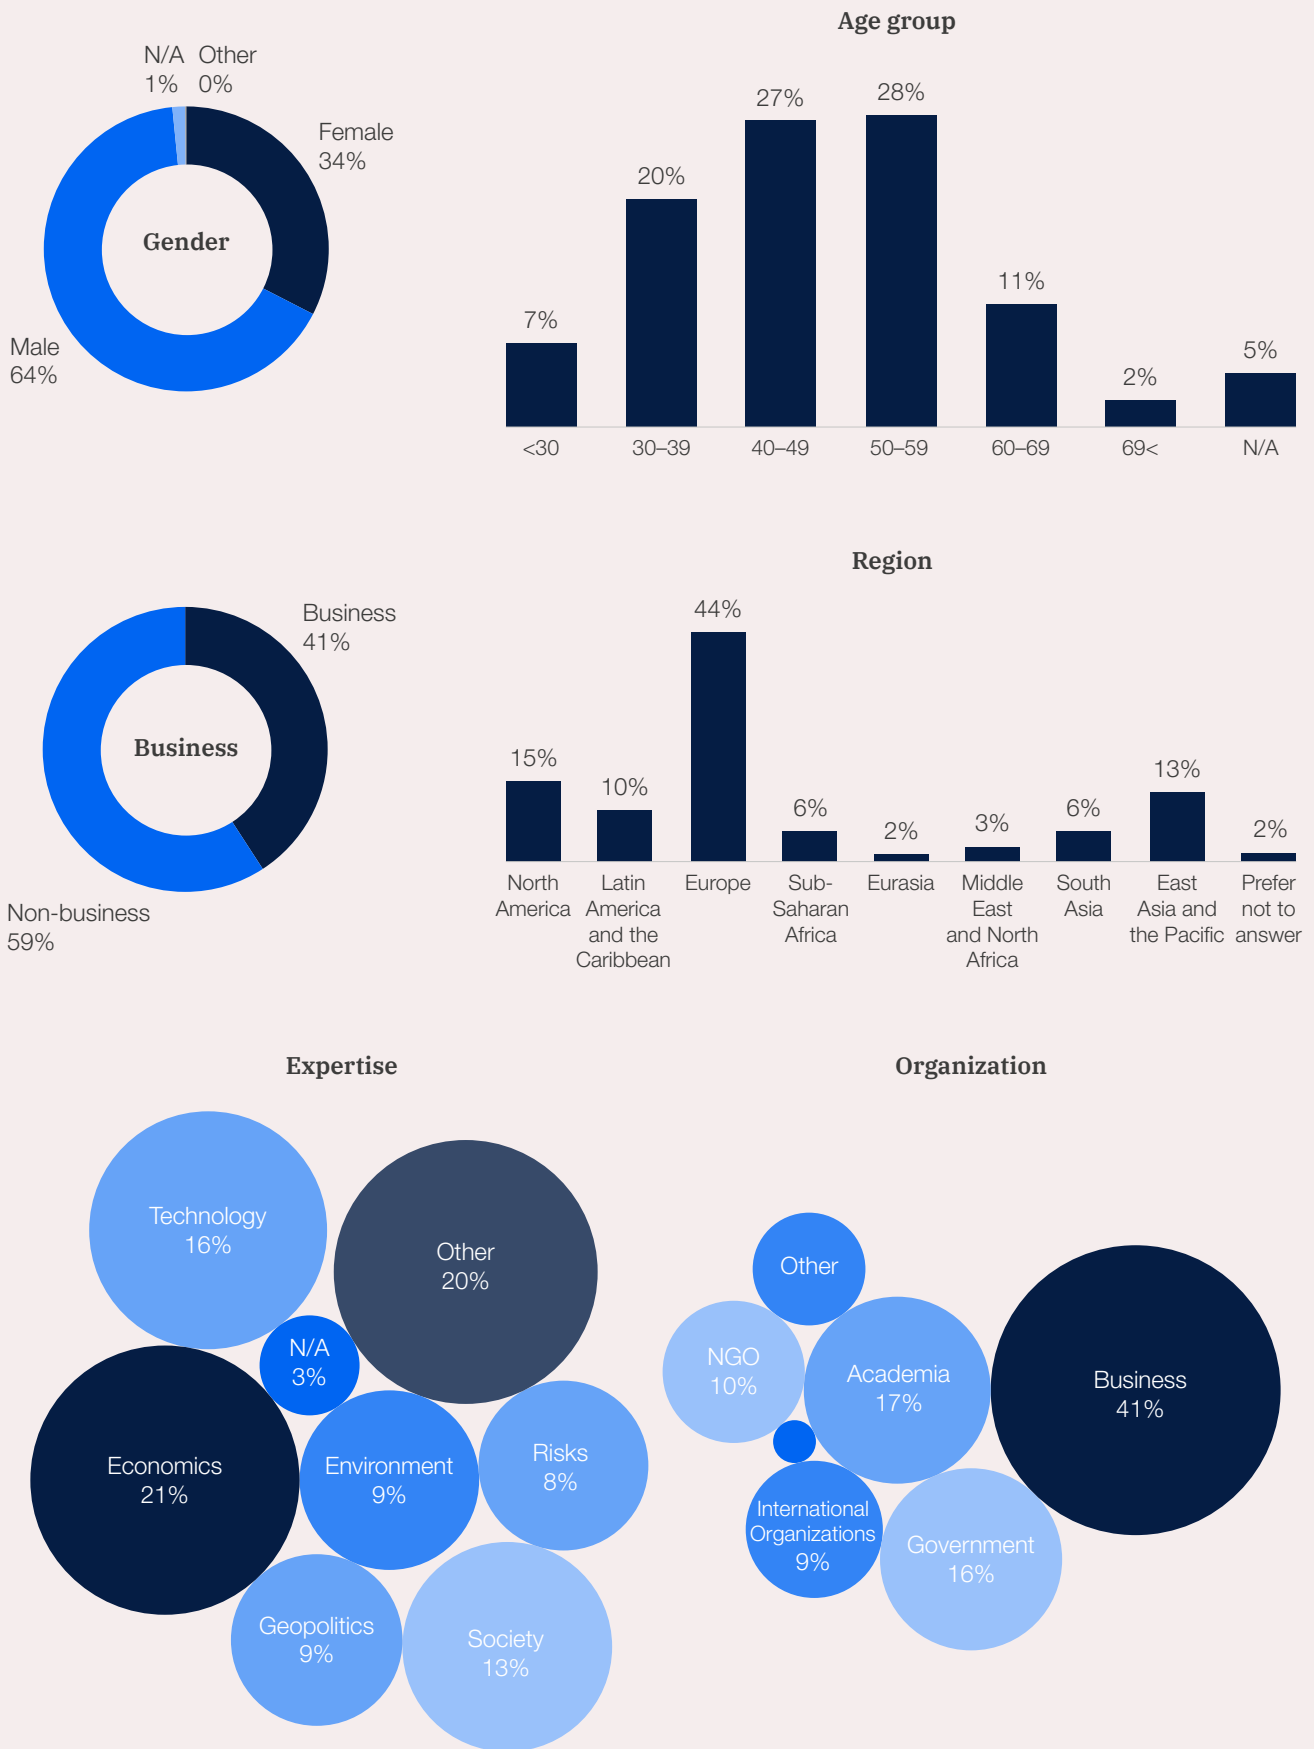 Age group
N/A Other
1% 0%
Female
34%
Gender
Male
64%
7%
20%
27%
28%
11%
2%
5%
<30
30–39
40–49
50–59
60–69
69<
N/A
Region
Business
41%
Business
Non-business
59%
15%
10%
44%
6%
2%
3%
6%
13%
2%
North
America
Latin
America
and the
Caribbean
Europe
Sub-
Saharan
Africa
Eurasia
Middle
East
and North
Africa
South
Asia
East
Asia and
the Pacific
Prefer
not to
answer
Expertise
Technology
16%
Other
20%
N/A
3%
Economics
21%
Environment
9%
Risks
8%
Geopolitics
9%
Society
13%
Organization
Other
NGO
10%
Academia
17%
Business
41%
International
Organizations
9%
Government
16%